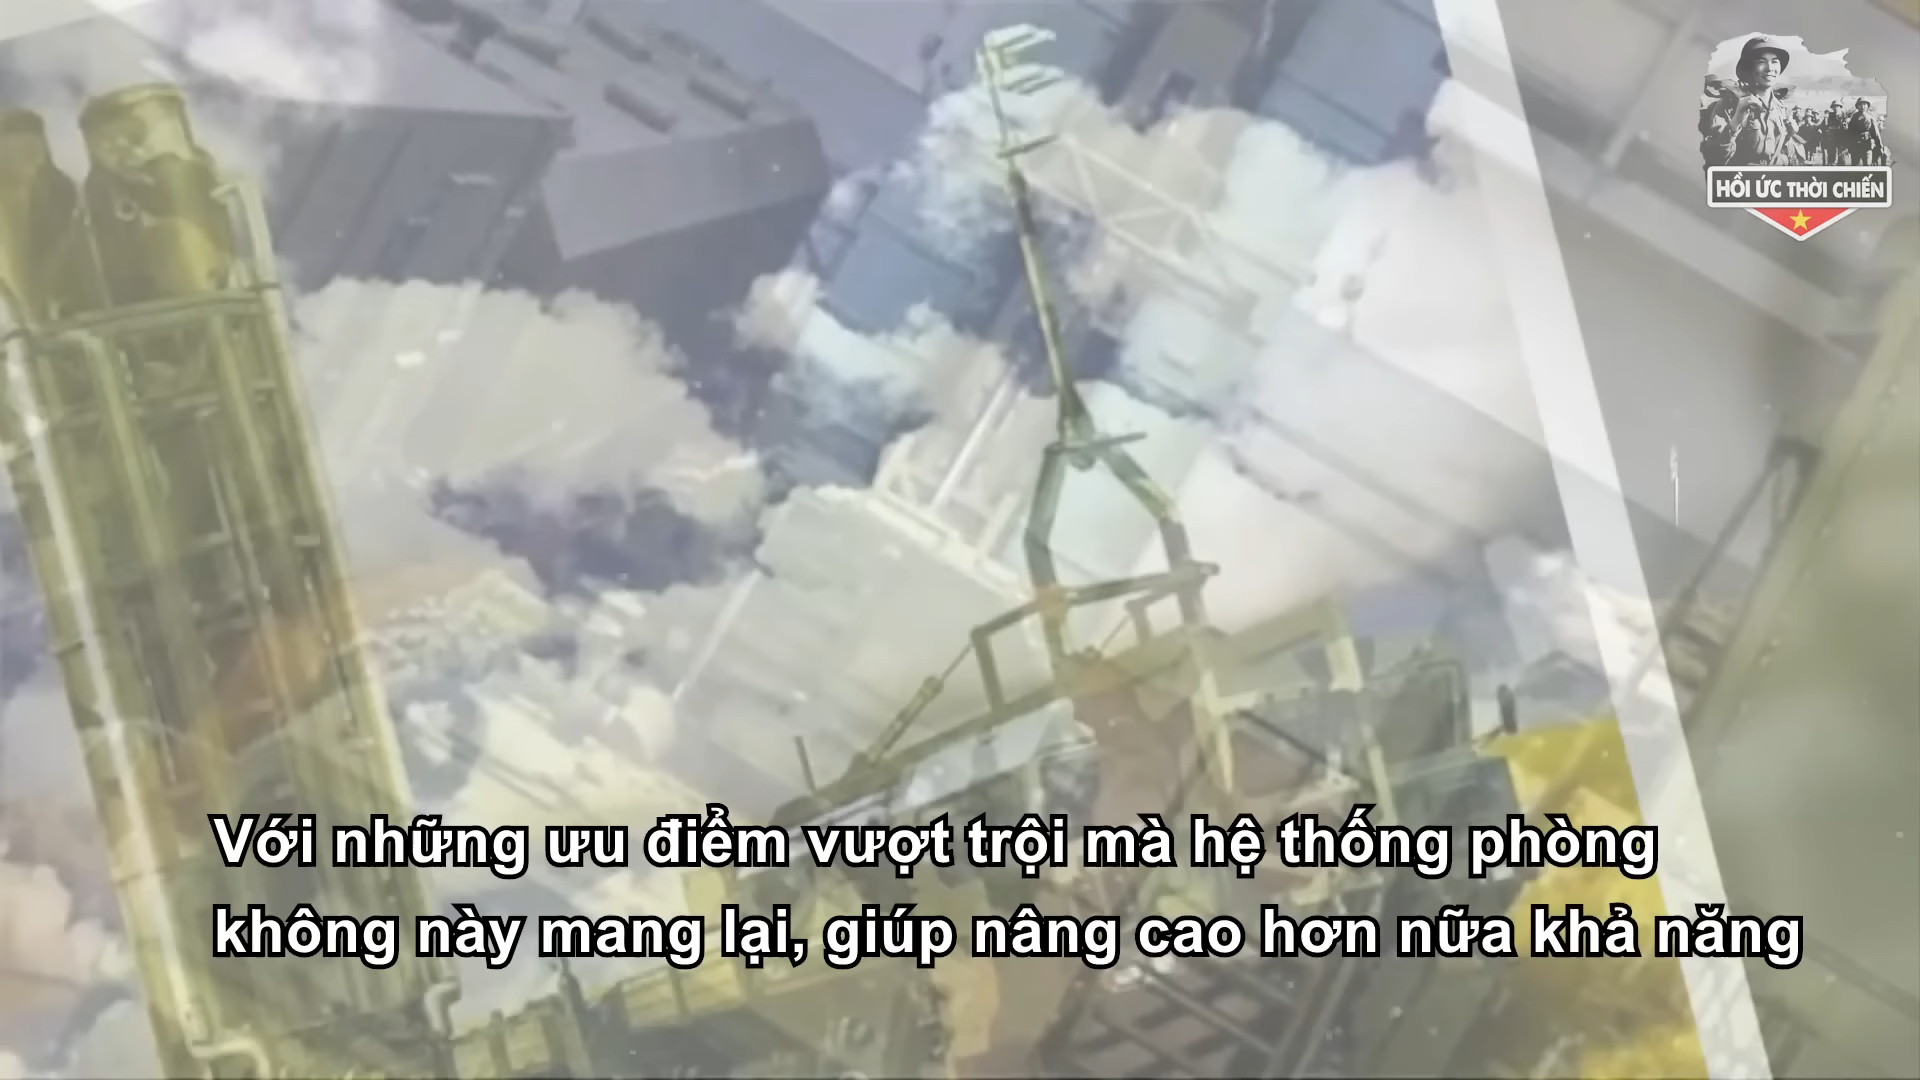 HỒI ỨC THỜI CHIẾN
Với những ưu điểm vượt trội mà hệ thống phòng
không này mang lại, giúp nâng cao hơn nữa khả năng